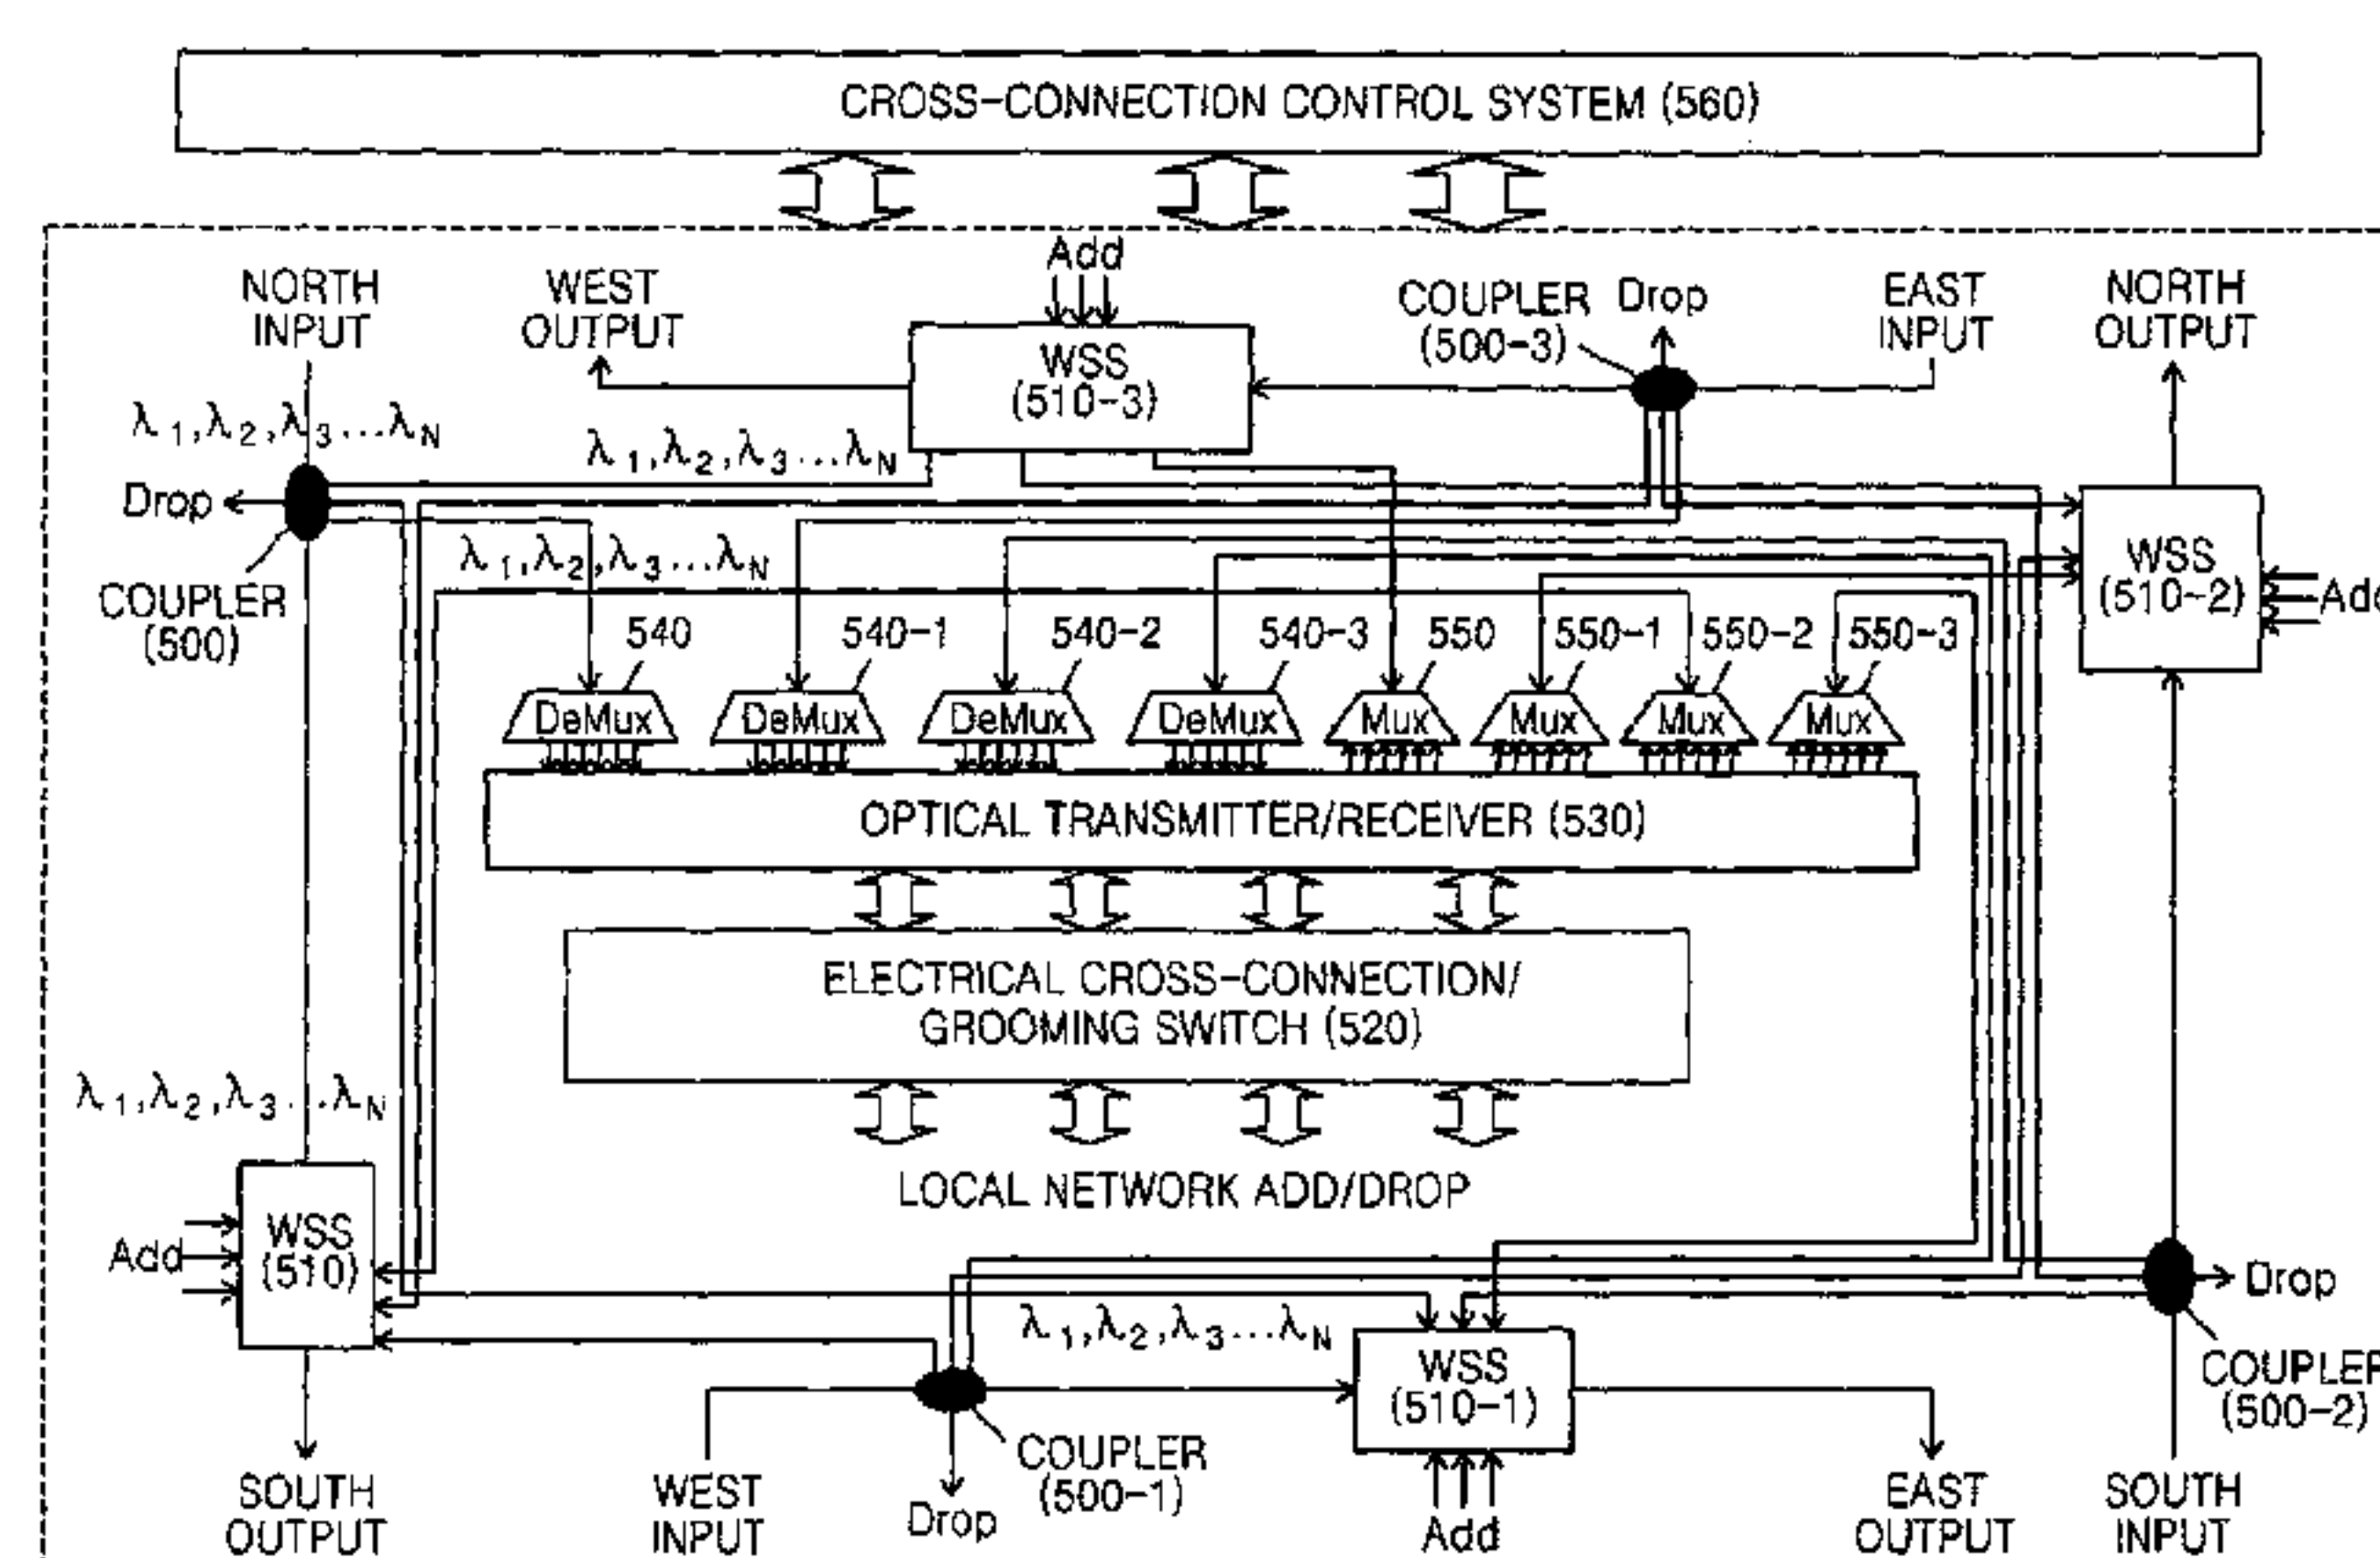 CROSS-CONNECTION CONTROL SYSTEM (560)
Add
NORTH
INPUT
WEST
OUTPUT
WSS
(510-3)
COUPLER
(500-3)
Drop
EAST
INPUT
NORTH
OUTPUT
λ1,λ2,λ3...λN
λ1,λ2,λ3...λN
Drop
COUPLER
(500)
λ1,λ2,λ3...λN
WSS
(510-2)
540
540-1
540-2
540-3
550
550-1
550-2
550-3
DeMux
DeMux
DeMux
DeMux
Mux
Mux
Mux
Mux
OPTICAL TRANSMITTER/RECEIVER (530)
ELECTRICAL CROSS-CONNECTION/
GROOMING SWITCH (520)
LOCAL NETWORK ADD/DROP
λ1,λ2,λ3...λN
Add
WSS
(510)
Drop
λ1,λ2,λ3...λN
WSS
(510-1)
COUPLER
(500-2)
COUPLER
(500-1)
SOUTH
OUTPUT
WEST
INPUT
Drop
Add
EAST
OUTPUT
SOUTH
INPUT